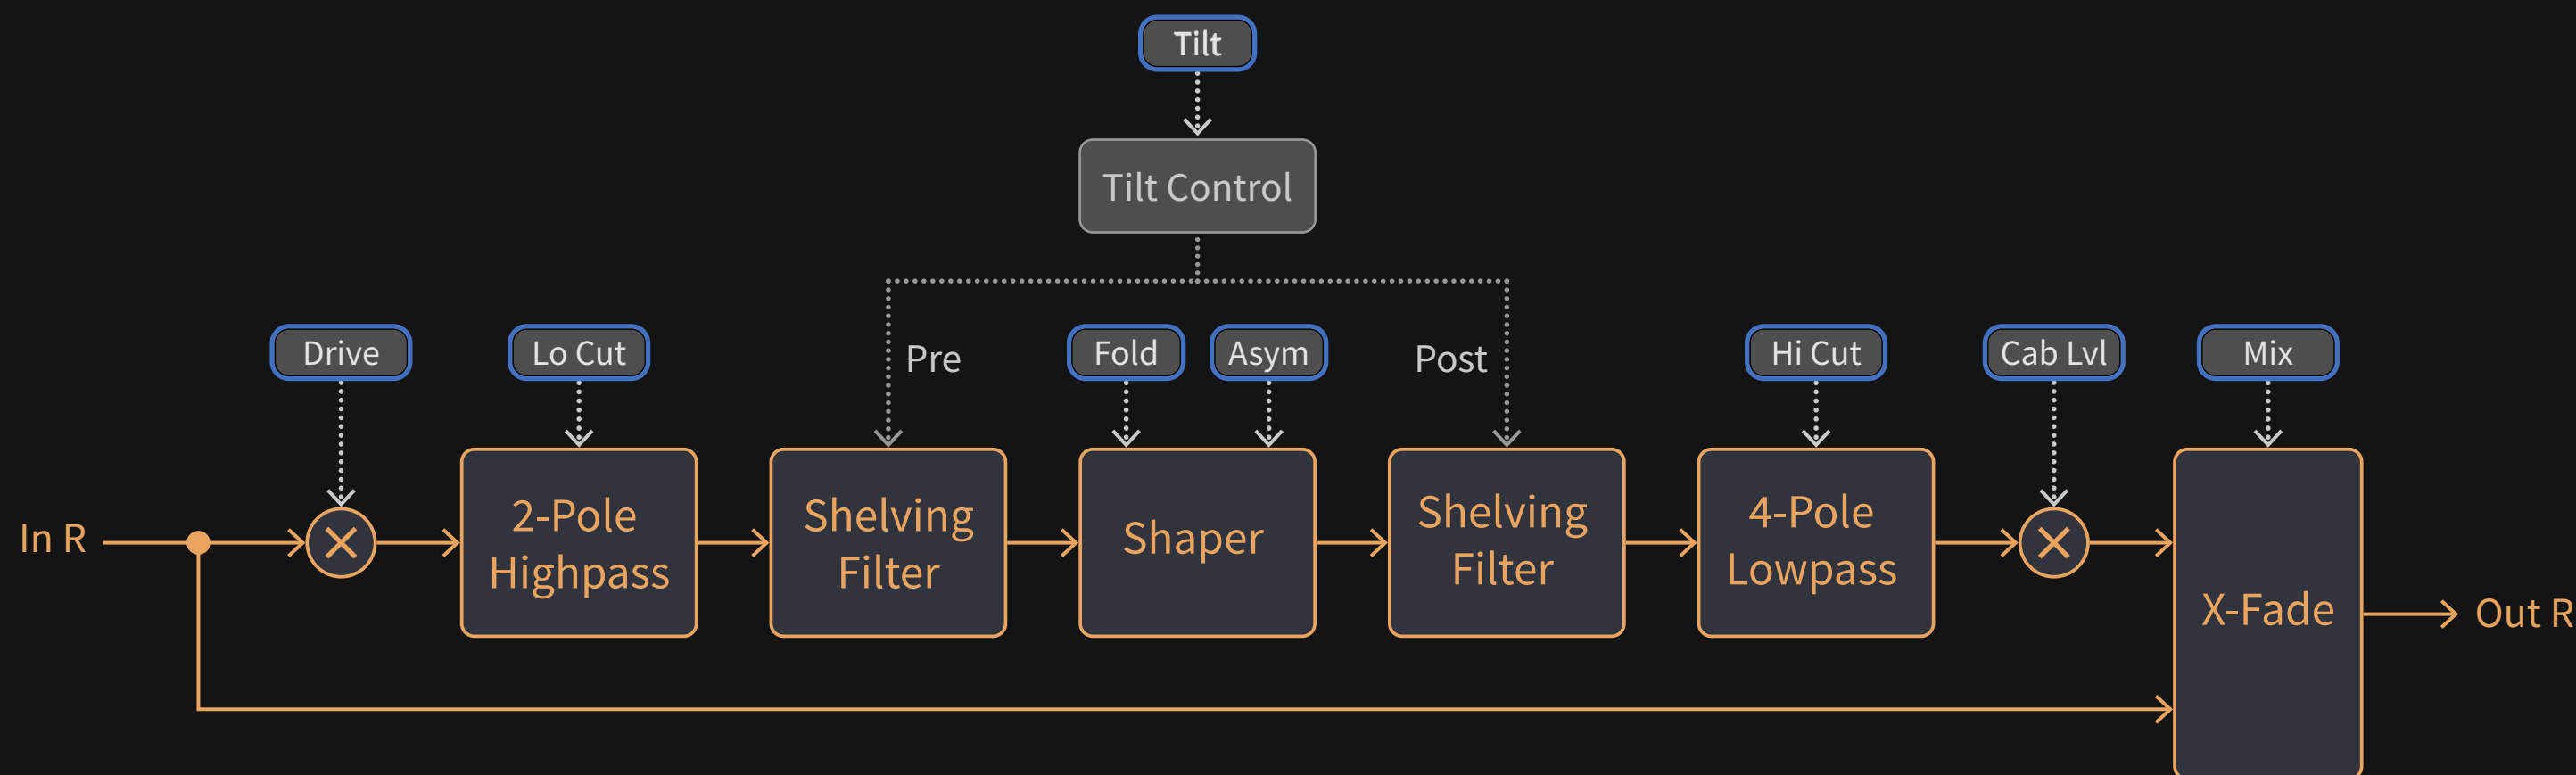 Tilt
Tilt Control
Drive
Lo Cut
Pre
Fold
Asym
Post
Hi Cut
Cab Lvl
Mix
In R
2-Pole
Highpass
Shelving
Filter
Shaper
Shelving
Filter
4-Pole
Lowpass
X-Fade
Out R